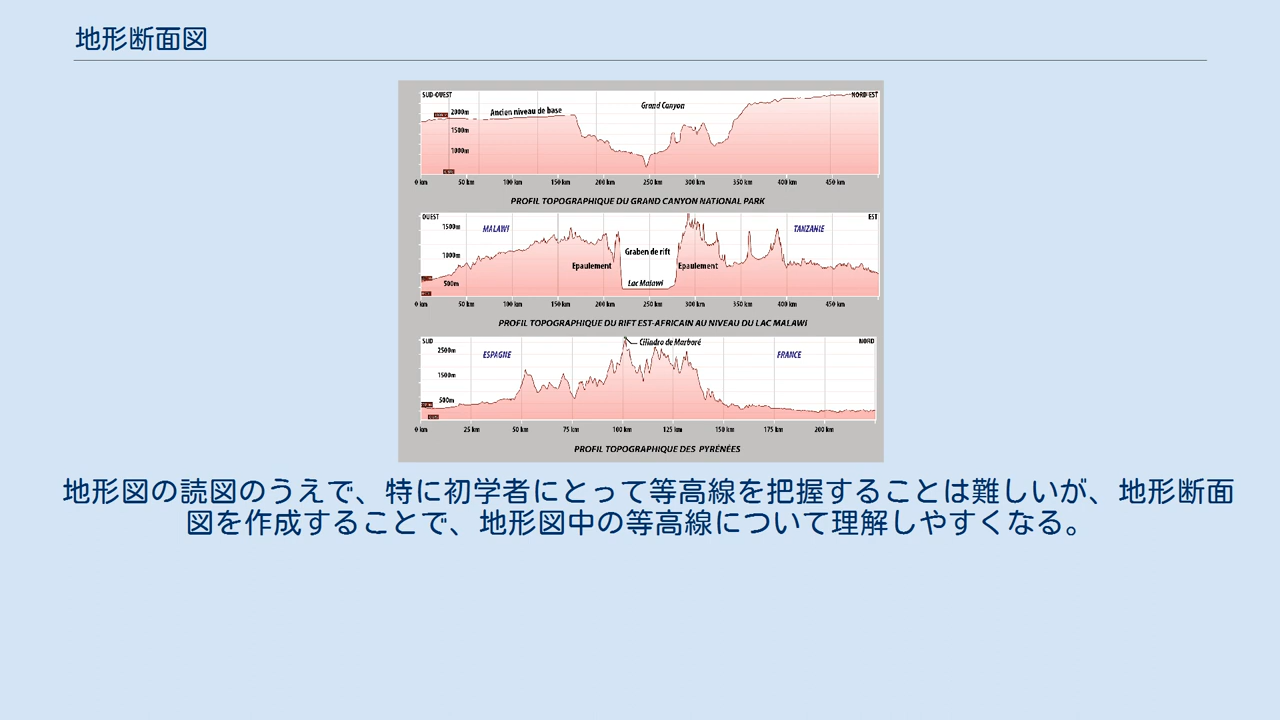 地形断面図
SUD-OUEST
NORD EST
2000m
Ancien niveau de base
Grand Canyon
1500m
1000m
0 km 50 km 100 km 150 km 200 km 250 km 300 km 350 km 400 km 450 km
PROFIL TOPOGRAPHIQUE DU GRAND CANYON NATIONAL PARK
OUEST
EST
1500m
MALAWI
TANZANIE
1000m
Graben de rift
Epaulement
Epaulement
500m
Lac Malawi
0 km 50 km 100 km 150 km 200 km 250 km 300 km 350 km 400 km 450 km
PROFIL TOPOGRAPHIQUE DU RIFT EST-AFRICAIN AU NIVEAU DU LAC MALAWI
SUD
Cilindro de Marboré
NORD
2500m
ESPAGNE
FRANCE
1500m
500m
0 km 25 km 50 km 75 km 100 km 125 km 150 km 175 km 200 km
PROFIL TOPOGRAPHIQUE DES PYRÉNÉES
地形図の読図のうえで、特に初学者にとって等高線を把握することは難しいが、地形断面
図を作成することで、地形図中の等高線について理解しやすくなる。